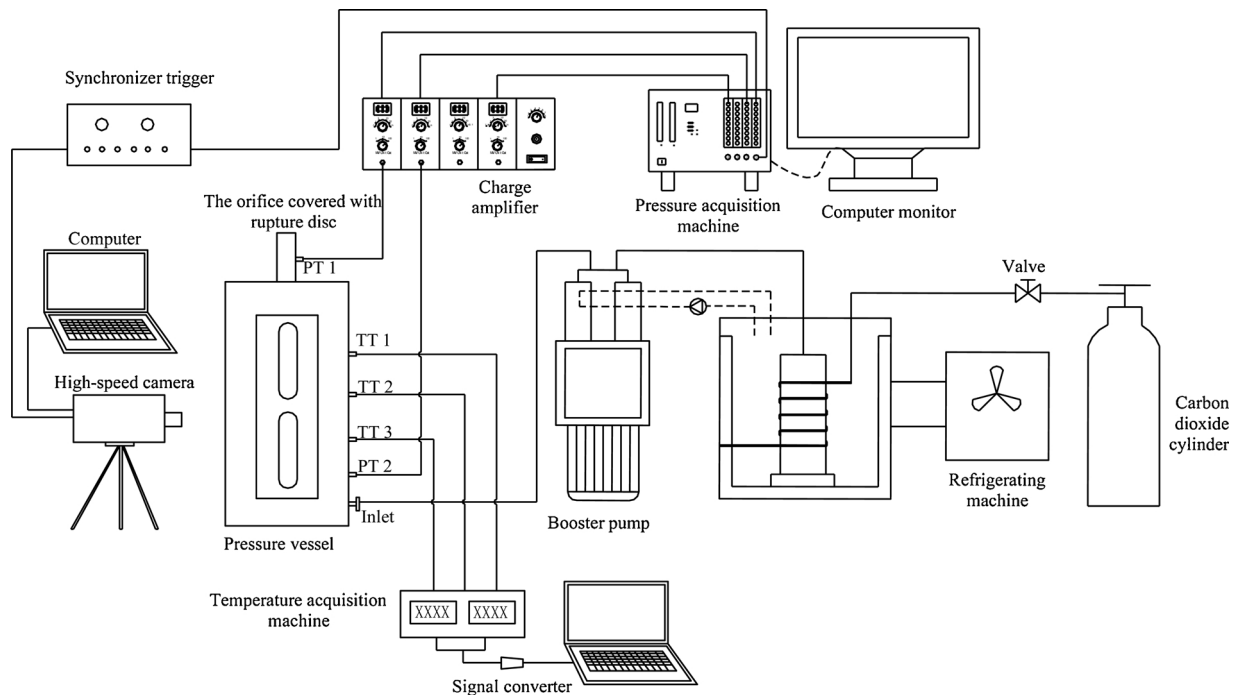 Synchronizer trigger
Charge
amplifier
Pressure acquisition
machine
Computer monitor
The orifice covered with
rupture disc
Computer
PT 1
Valve
TT 1
TT 2
TT 3
PT 2
Inlet
High-speed camera
Carbon
dioxide
cylinder
Refrigerating
machine
Booster pump
Pressure vessel
Temperature acquisition
machine
XXXX
XXXX
Signal converter